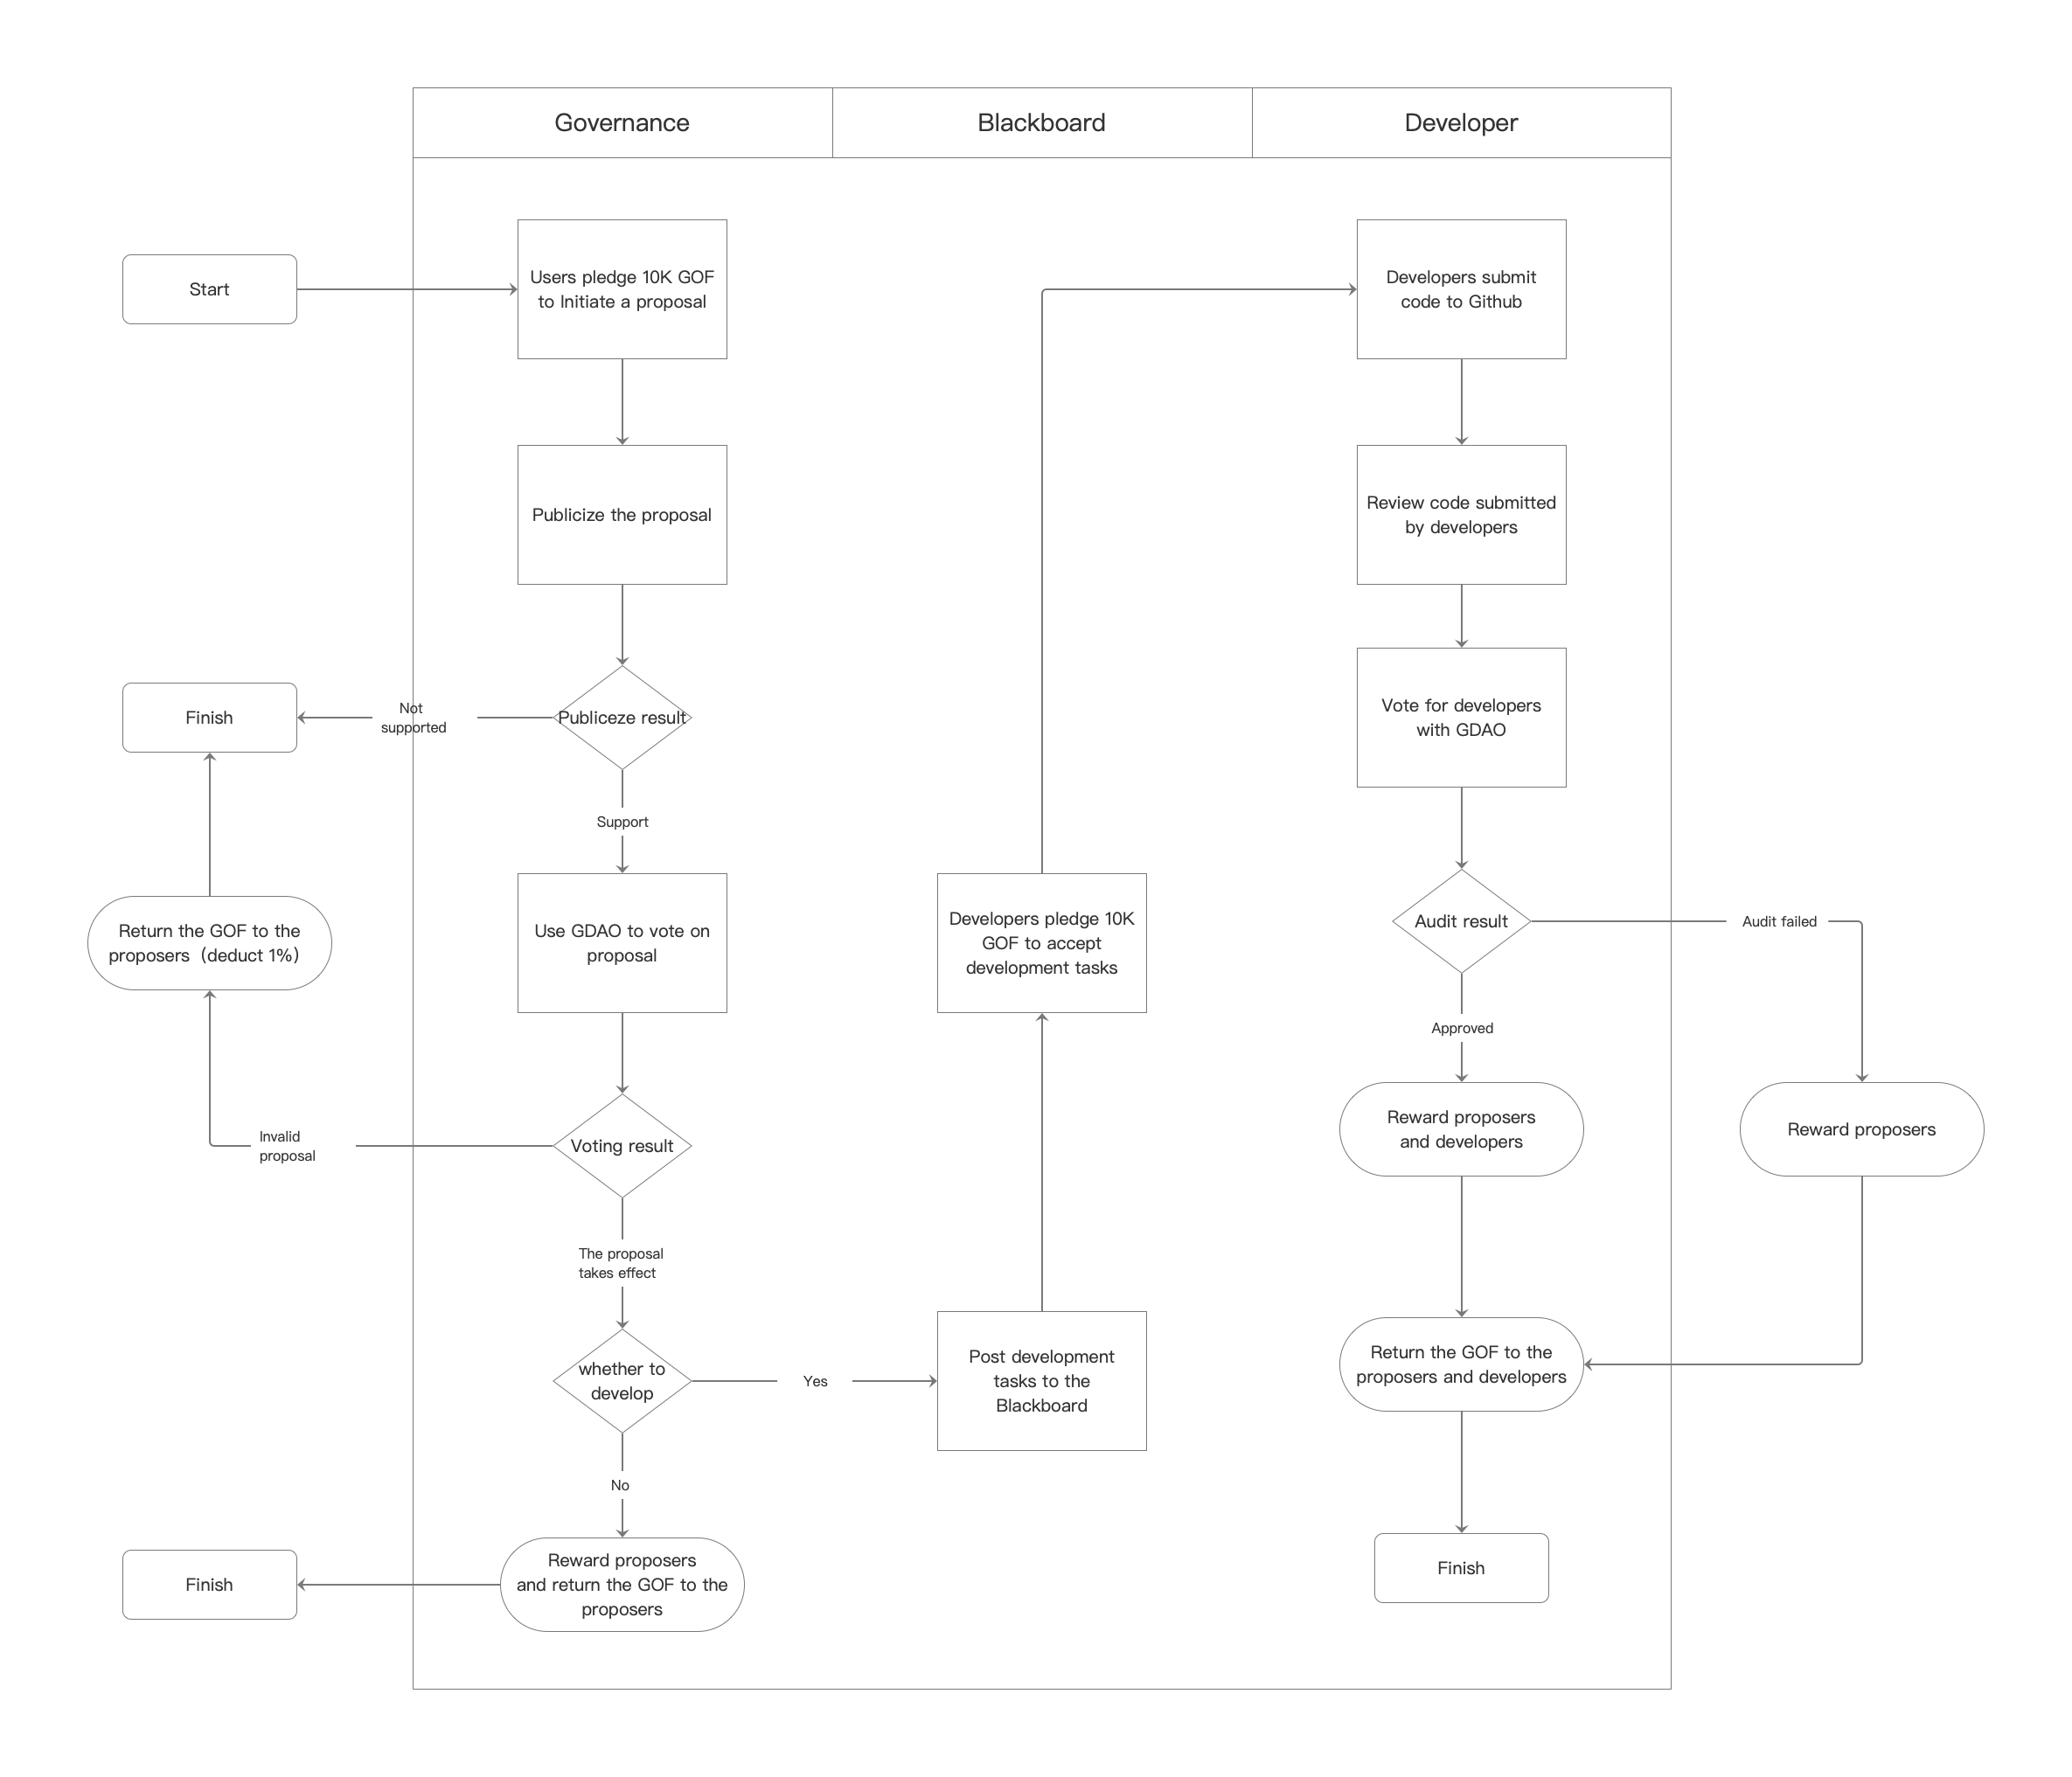 Governance
Blackboard
Developer
Start
Users pledge 10K GOF
to Initiate a proposal
Developers submit
code to Github
Publicize the proposal
Review code submitted
by developers
Finish
Not
supported
Publiceze result
Vote for developers
with GDAO
Support
Return the GOF to the
proposers（deduct 1%）
Use GDAO to vote on
proposal
Developers pledge 10K
GOF to accept
development tasks
Audit result
Audit failed
Approved
Invalid
proposal
Voting result
Reward proposers
and developers
Reward proposers
The proposal
takes effect
whether to
develop
Yes
Post development
tasks to the
Blackboard
Return the GOF to the
proposers and developers
No
Finish
Reward proposers
and return the GOF to the
proposers
Finish